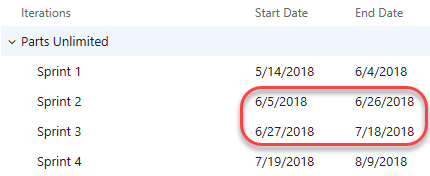 Iterations Start Date End Date
Parts Unlimited
Sprint 1 5/14/2018 6/4/2018
Sprint 2 6/5/2018 6/26/2018
Sprint 3 6/27/2018 7/18/2018
Sprint 4 7/19/2018 8/9/2018